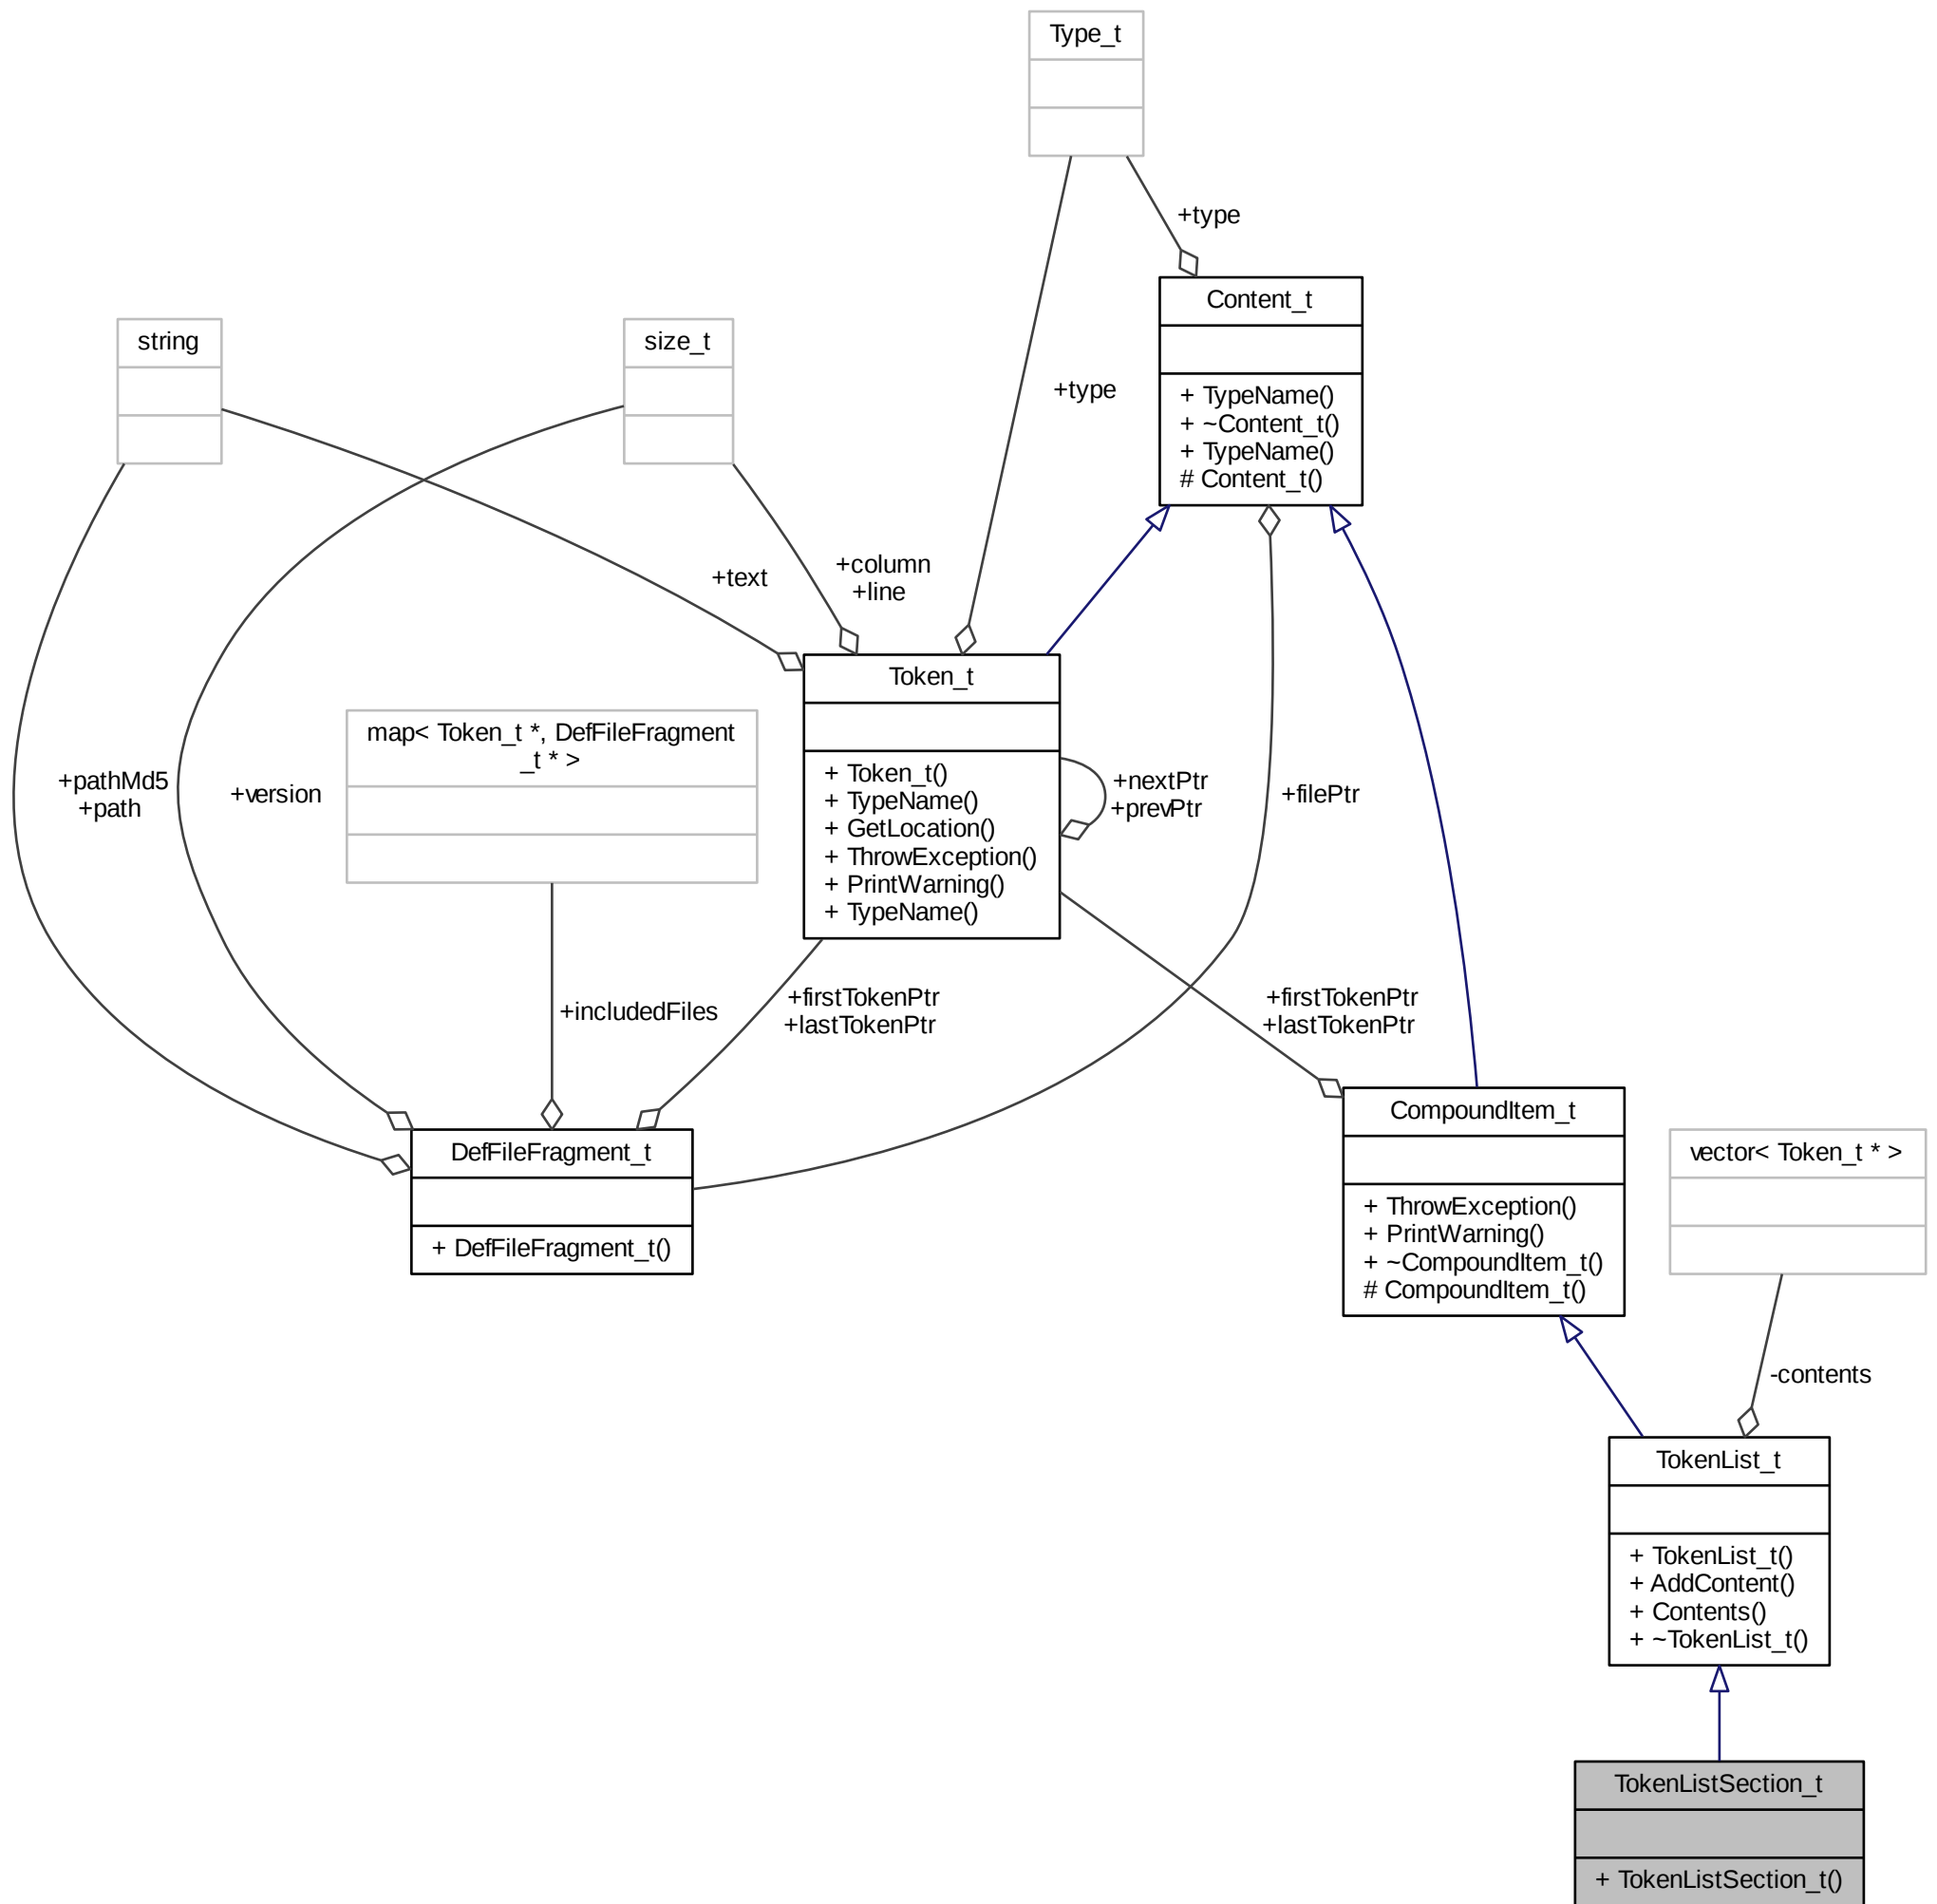 Type_t
+type
Content_t
+ TypeName()
+ ~Content_t()
+ TypeName()
# Content_t()
string
size_t
+type
+text
+column
+line
Token_t
+ Token_t()
+ TypeName()
+ GetLocation()
+ ThrowException()
+ PrintWarning()
+ TypeName()
+nextPtr
+prevPtr
map< Token_t *, DefFileFragment
_t * >
+pathMd5
+path
+version
+filePtr
+includedFiles
+firstTokenPtr
+lastTokenPtr
+firstTokenPtr
+lastTokenPtr
DefFileFragment_t
+ DefFileFragment_t()
CompoundItem_t
+ ThrowException()
+ PrintWarning()
+ ~CompoundItem_t()
# CompoundItem_t()
vector< Token_t * >
-contents
TokenList_t
+ TokenList_t()
+ AddContent()
+ Contents()
+ ~TokenList_t()
TokenListSection_t
+ TokenListSection_t()